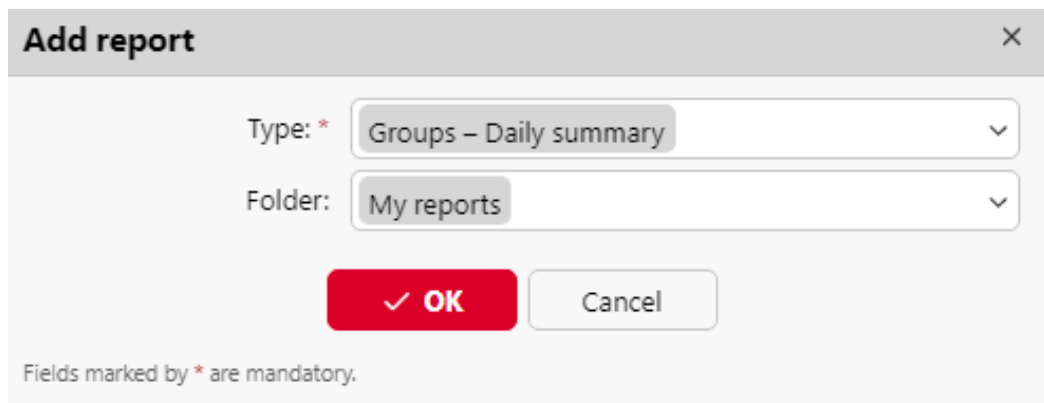 Add report
Type: * Groups – Daily summary
Folder: My reports
OK Cancel
Fields marked by * are mandatory.